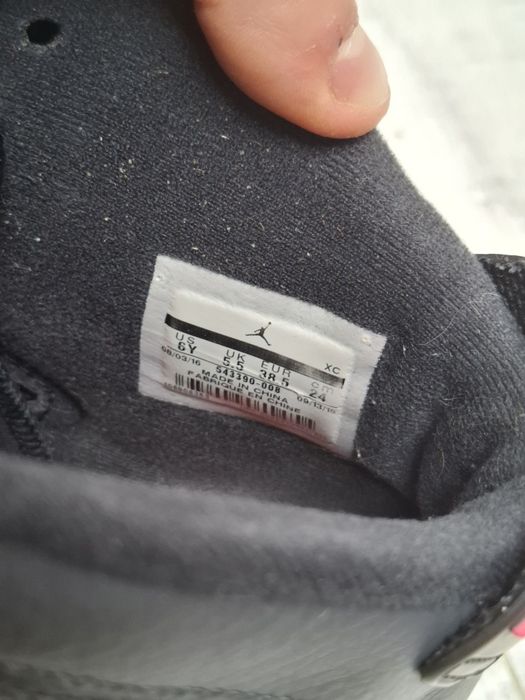 XC
US UK EUR cm
6Y 5.5 38.5 24
08/03/16 543390-008 09/13/16
MADE IN CHINA
FABRIQUE EN CHINE